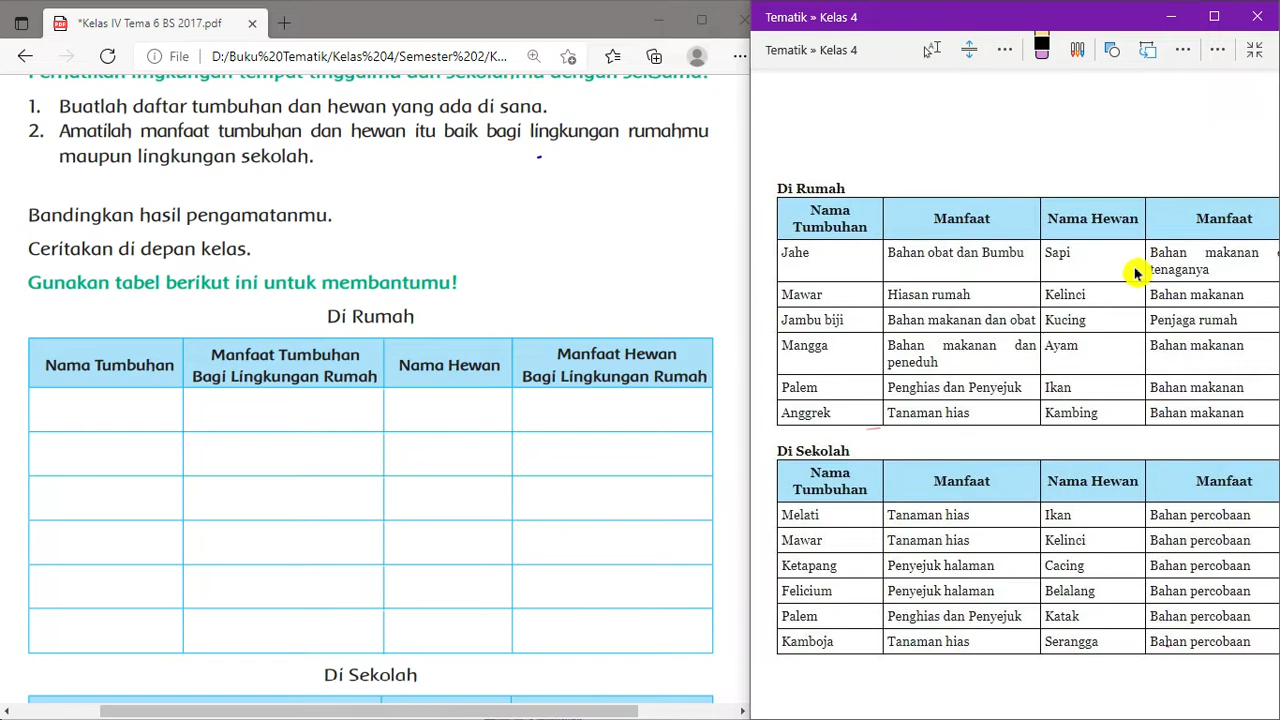 *Kelas IV Tema 6 BS 2017.pdf
File
D:/Buku%20Tematik/Kelas%204/Semester%202/K...
1. Buatlah daftar tumbuhan dan hewan yang ada di sana.
2. Amatilah manfaat tumbuhan dan hewan itu baik bagi lingkungan rumahmu
maupun lingkungan sekolah.
Bandingkan hasil pengamatanmu.
Ceritakan di depan kelas.
Gunakan tabel berikut ini untuk membantumu!
Di Rumah
Nama Tumbuhan
Manfaat Tumbuhan
Bagi Lingkungan Rumah
Nama Hewan
Manfaat Hewan
Bagi Lingkungan Rumah
Di Sekolah
Tematik » Kelas 4
Tematik » Kelas 4
Di Rumah
Nama
Tumbuhan
Manfaat
Nama Hewan
Manfaat
Jahe
Bahan obat dan Bumbu
Sapi
Bahan makanan
tenaganya
Mawar
Hiasan rumah
Kelinci
Bahan makanan
Jambu biji
Bahan makanan dan obat
Kucing
Penjaga rumah
Mangga
Bahan makanan dan
peneduh
Ayam
Bahan makanan
Palem
Penghias dan Penyejuk
Ikan
Bahan makanan
Anggrek
Tanaman hias
Kambing
Bahan makanan
Di Sekolah
Nama
Tumbuhan
Manfaat
Nama Hewan
Manfaat
Melati
Tanaman hias
Ikan
Bahan percobaan
Mawar
Tanaman hias
Kelinci
Bahan percobaan
Ketapang
Penyejuk halaman
Cacing
Bahan percobaan
Felicium
Penyejuk halaman
Belalang
Bahan percobaan
Palem
Penghias dan Penyejuk
Katak
Bahan percobaan
Kamboja
Tanaman hias
Serangga
Bahan percobaan